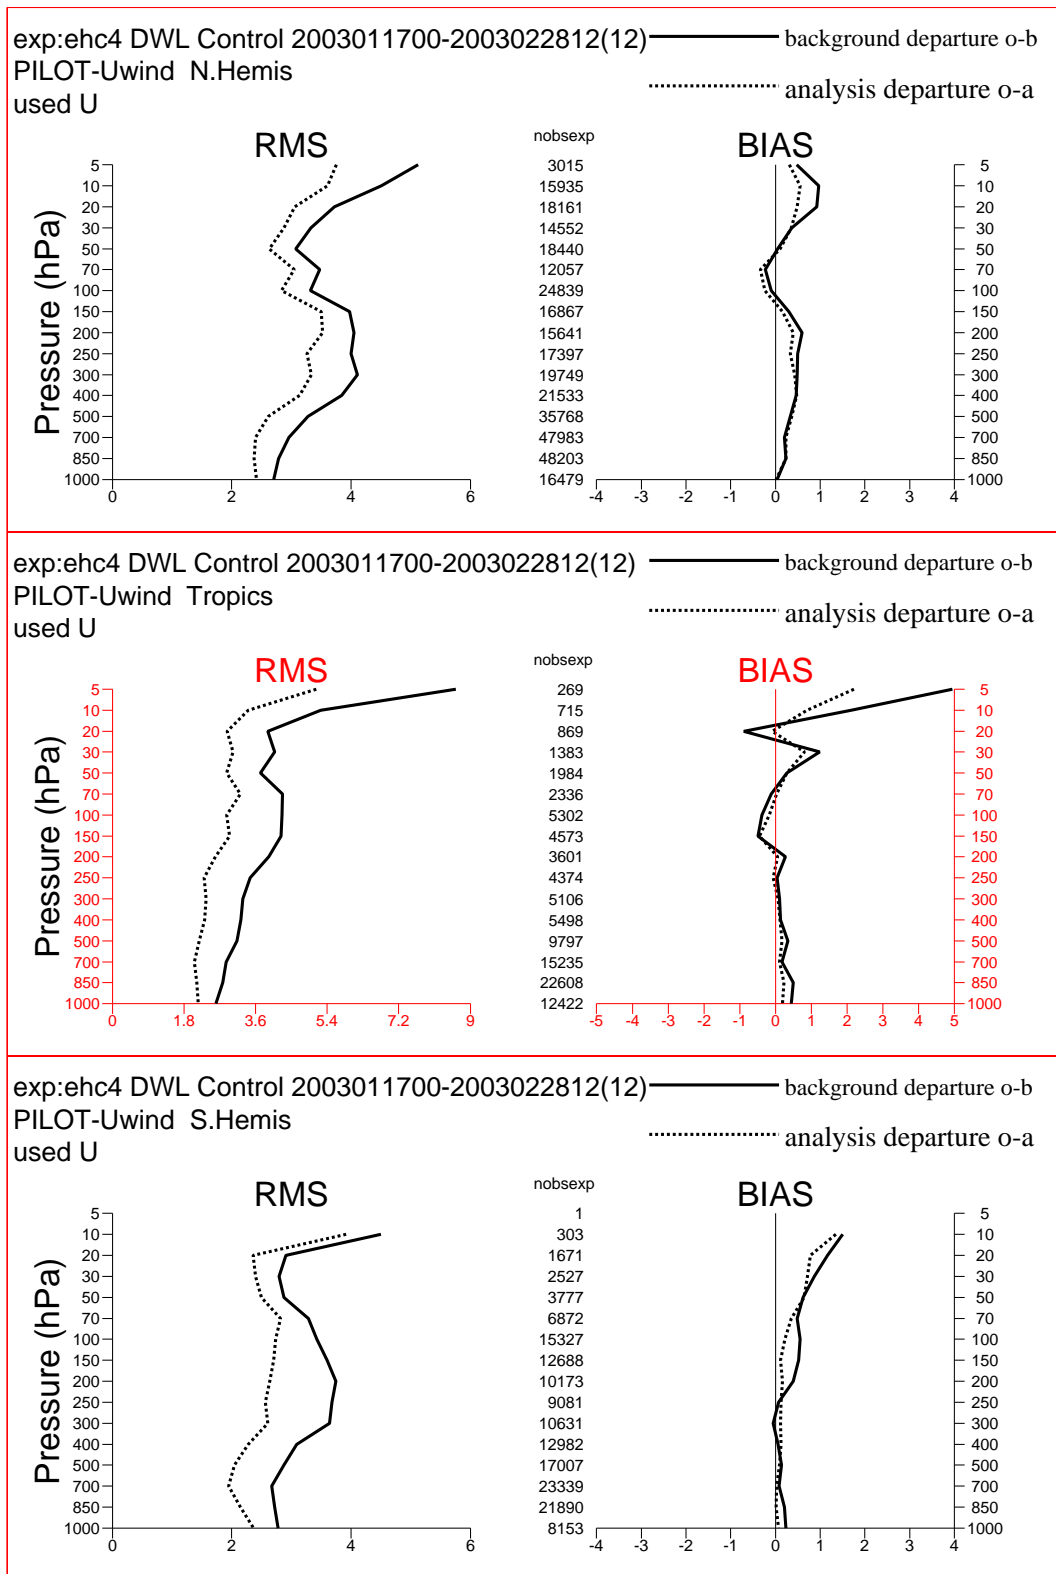 exp:ehc4 DWL Control 2003011700-2003022812(12) background departure o-b
PILOT-Uwind N.Hemis
analysis departure o-a
used U
RMS nobsexp BIAS
Pressure (hPa)
5 3015 5
10 15935 10
20 18161 20
30 14552 30
50 18440 50
70 12057 70
100 24839 100
150 16867 150
200 15641 200
250 17397 250
300 19749 300
400 21533 400
500 35768 500
700 47983 700
850 48203 850
1000 16479 1000
0 2 4 6 -4 -3 -2 -1 0 1 2 3 4
exp:ehc4 DWL Control 2003011700-2003022812(12) background departure o-b
PILOT-Uwind Tropics
analysis departure o-a
used U
RMS nobsexp BIAS
Pressure (hPa)
5 269 5
10 715 10
20 869 20
30 1383 30
50 1984 50
70 2336 70
100 5302 100
150 4573 150
200 3601 200
250 4374 250
300 5106 300
400 5498 400
500 9797 500
700 15235 700
850 22608 850
1000 12422 1000
0 1.8 3.6 5.4 7.2 9 -5 -4 -3 -2 -1 0 1 2 3 4 5
exp:ehc4 DWL Control 2003011700-2003022812(12) background departure o-b
PILOT-Uwind S.Hemis
analysis departure o-a
used U
RMS nobsexp BIAS
Pressure (hPa)
5 1 5
10 303 10
20 1671 20
30 2527 30
50 3777 50
70 6872 70
100 15327 100
150 12688 150
200 10173 200
250 9081 250
300 10631 300
400 12982 400
500 17007 500
700 23339 700
850 21890 850
1000 8153 1000
0 2 4 6 -4 -3 -2 -1 0 1 2 3 4